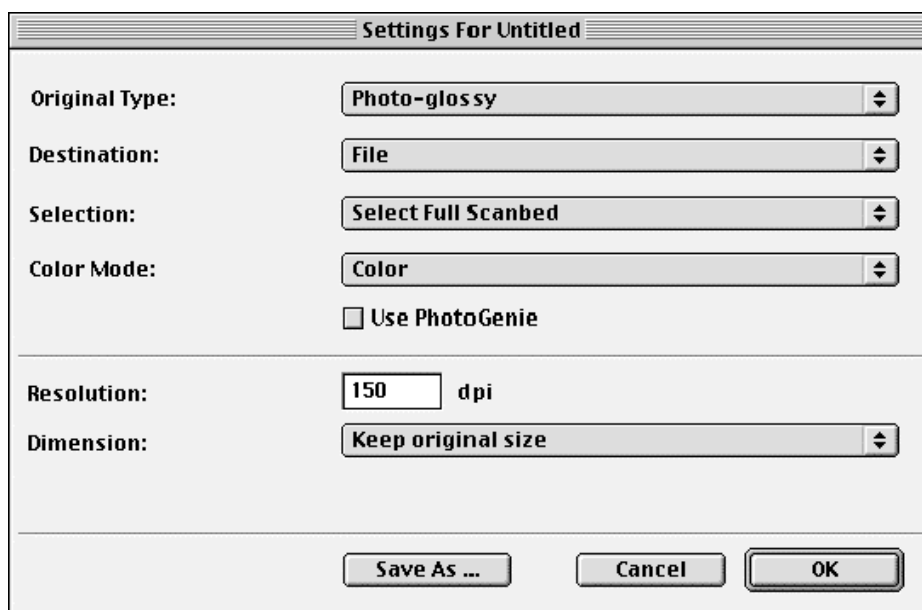 Settings For Untitled
Original Type: Photo-glossy
Destination: File
Selection: Select Full Scanbed
Color Mode: Color
Use PhotoGenie
Resolution: 150 dpi
Dimension: Keep original size
Save As ... Cancel OK